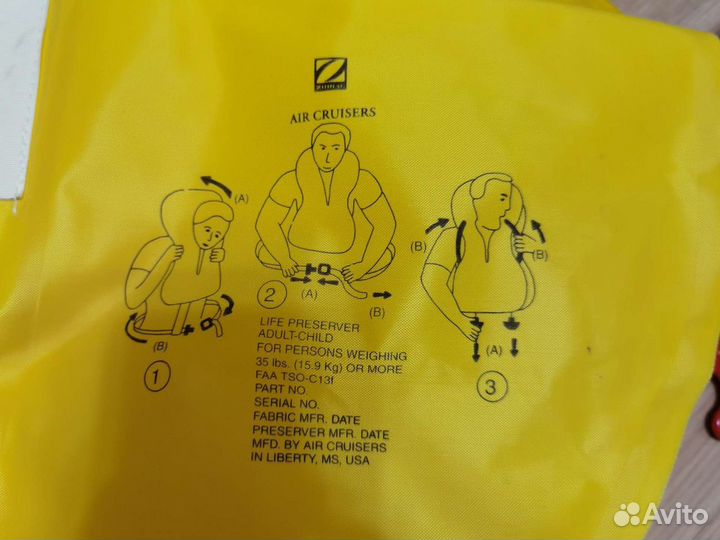 ZODIAC
AIR CRUISERS
(A)
(B)
1
2
(A)
(B)
(B)
(B)
(A)
3
LIFE PRESERVER
ADULT-CHILD
FOR PERSONS WEIGHING
35 lbs. (15.9 Kg) OR MORE
FAA TSO-C13f
PART NO.
SERIAL NO.
FABRIC MFR. DATE
PRESERVER MFR. DATE
MFD. BY AIR CRUISERS
IN LIBERTY, MS, USA
Avito